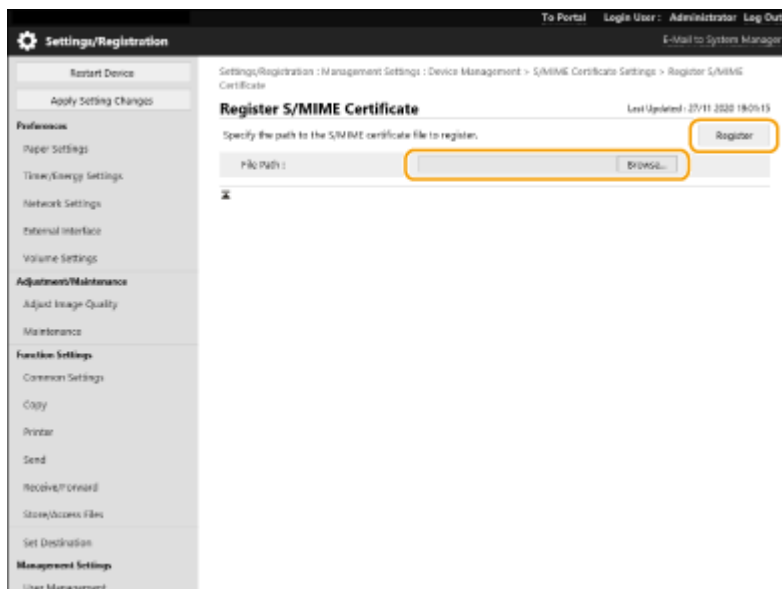 To Portal Login User : Administrator Log Out
Settings/Registration
E-Mail to System Manager
Restart Device
Apply Setting Changes
Preferences
Paper Settings
Timer/Energy Settings
Network Settings
External Interface
Volume Settings
Adjustment/Maintenance
Adjust Image Quality
Maintenance
Function Settings
Common Settings
Copy
Printer
Send
Receive/Forward
Store/Access Files
Set Destination
Management Settings
User Management
Settings/Registration : Management Settings : Device Management > S/MIME Certificate Settings > Register S/MIME
Certificate
Register S/MIME Certificate
Last Updated : 27/11 2020 19:01:15
Specify the path to the S/MIME certificate file to register.
Register
File Path :
Browse...